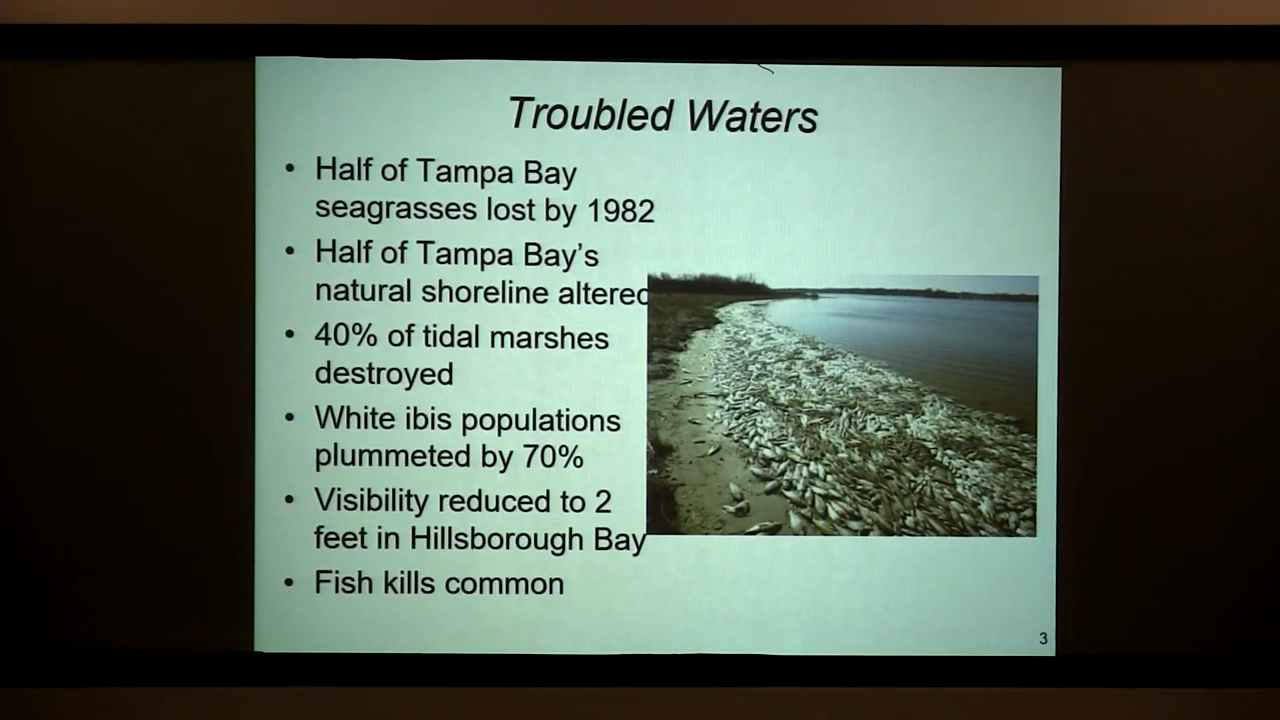 Troubled Waters
• Half of Tampa Bay
seagrasses lost by 1982
• Half of Tampa Bay's
natural shoreline altered
• 40% of tidal marshes
destroyed
• White ibis populations
plummeted by 70%
• Visibility reduced to 2
feet in Hillsborough Bay
• Fish kills common
3